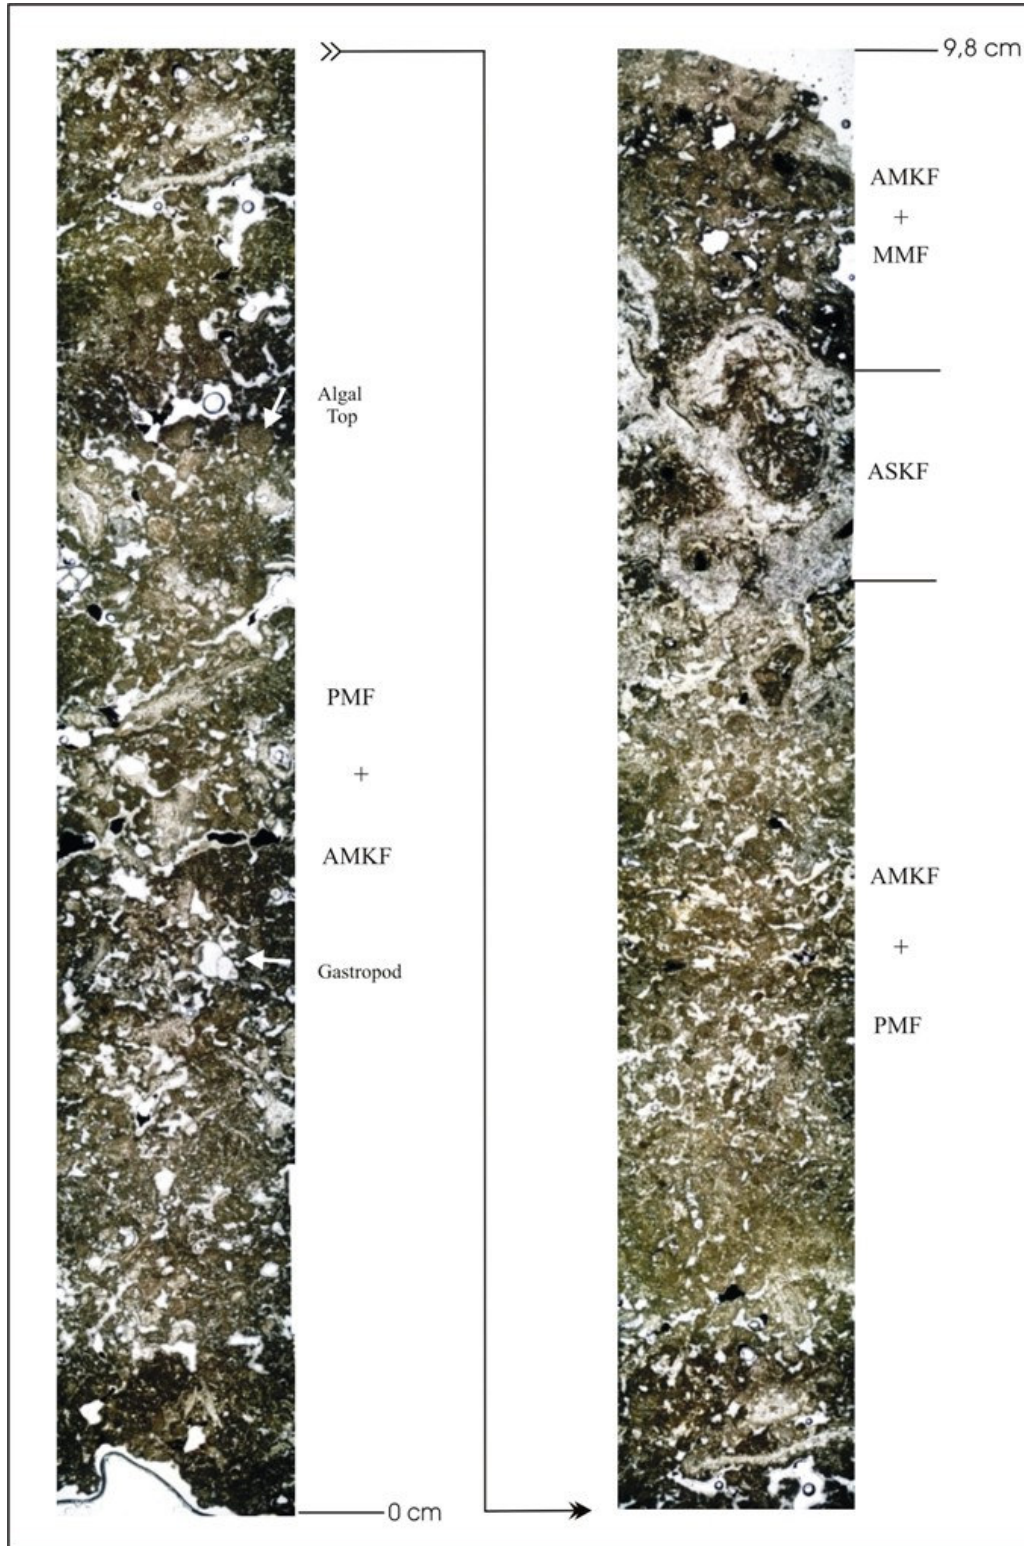 Algal
Top
PMF
+
AMKF
Gastropod
0 cm
9,8 cm
AMKF
+
MMF
ASKF
AMKF
+
PMF